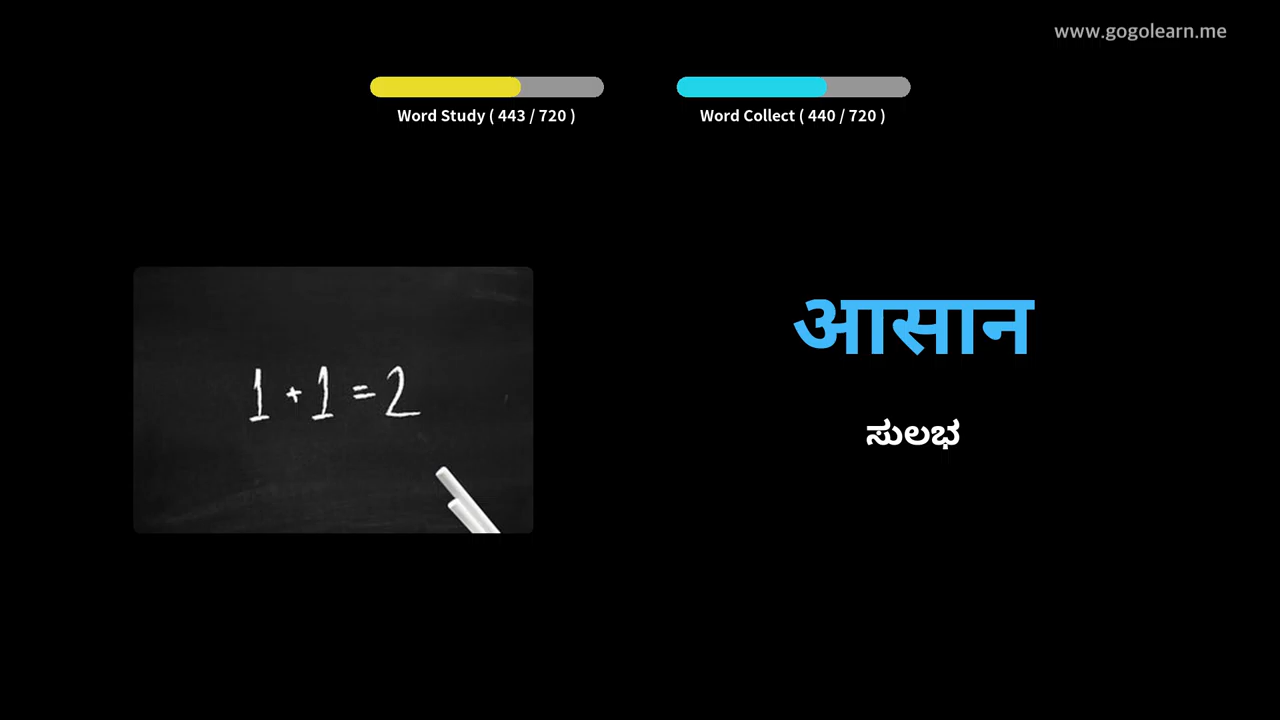 www.gogolearn.me
Word Study ( 443 / 720 )
Word Collect ( 440 / 720 )
1 + 1 = 2
आसान
ಸುಲಭ